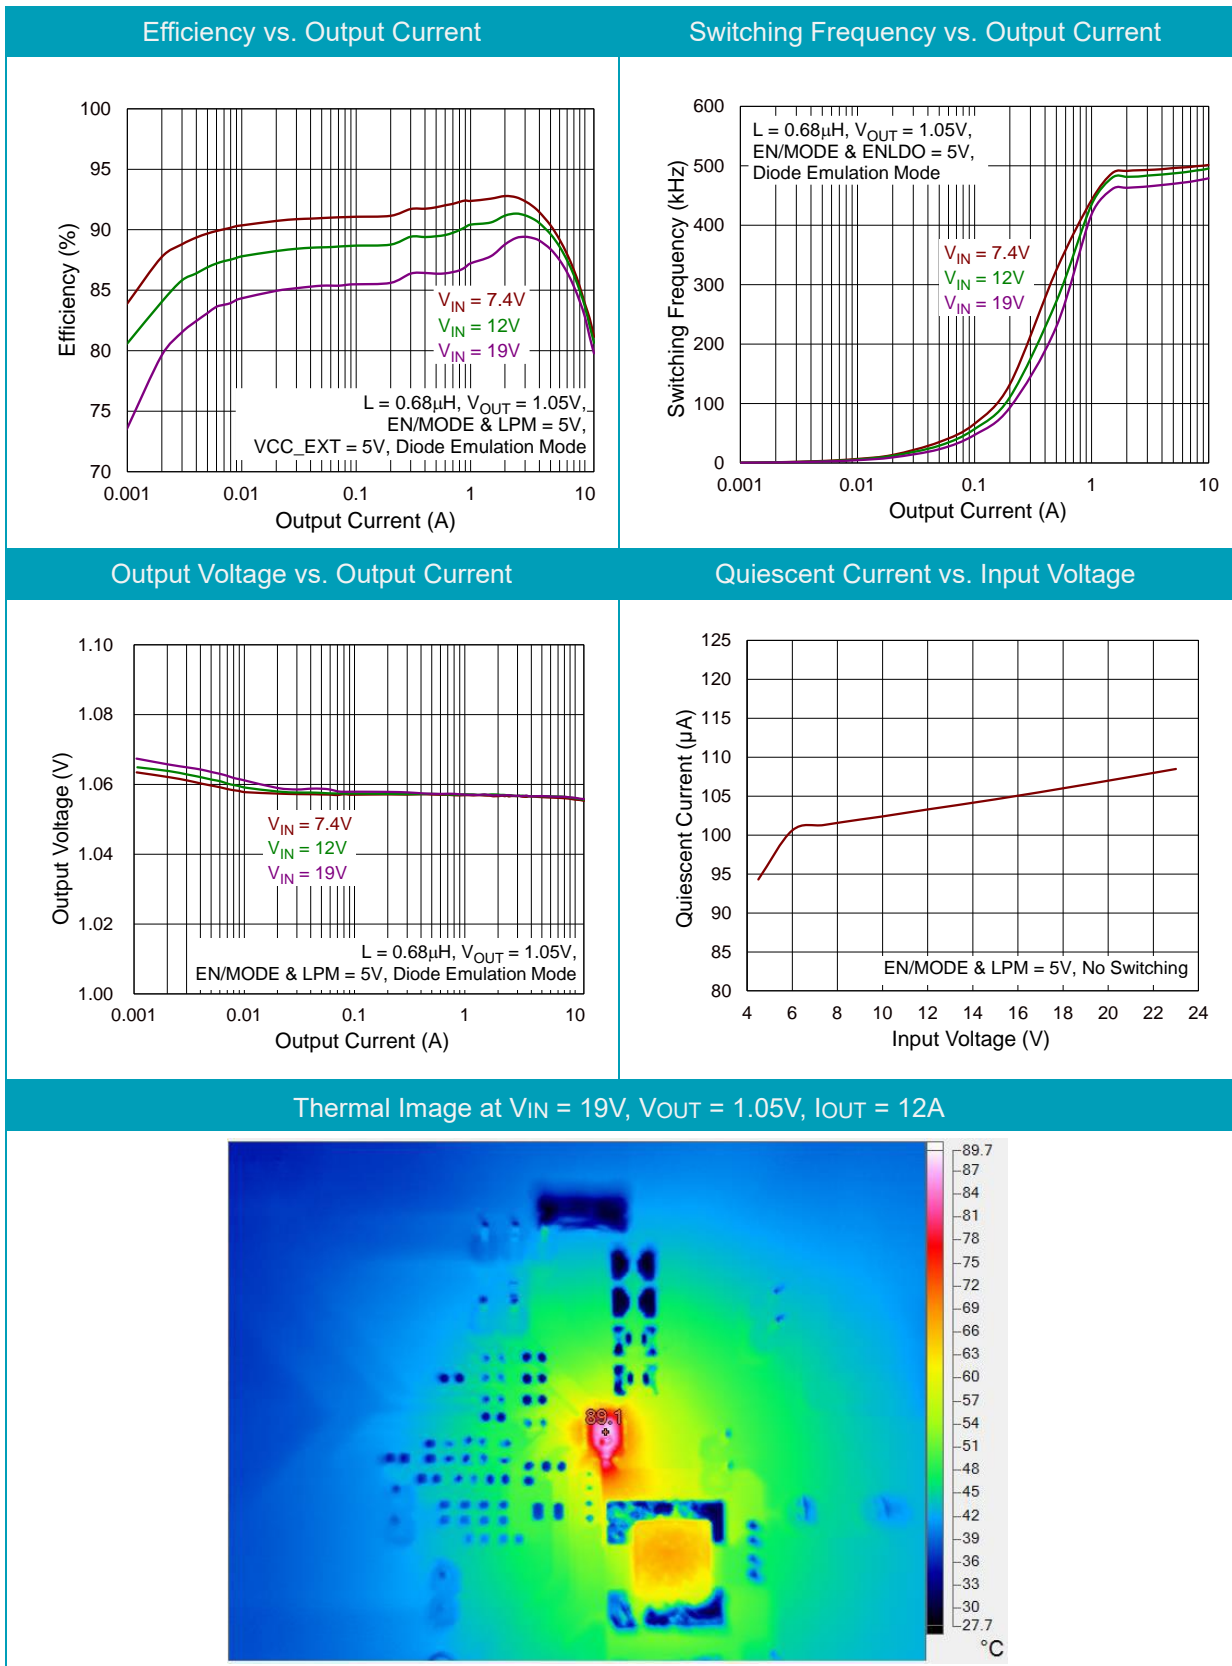 Efficiency vs. Output Current
100
95
90
85
80
75
70
Efficiency (%)
VIN = 7.4V
VIN = 12V
VIN = 19V
L = 0.68μH, VOUT = 1.05V,
EN/MODE & LPM = 5V,
VCC_EXT = 5V, Diode Emulation Mode
0.001 0.01 0.1 1 10
Output Current (A)
Switching Frequency vs. Output Current
600
500
400
300
200
100
0
Switching Frequency (kHz)
L = 0.68μH, VOUT = 1.05V,
EN/MODE & ENLDO = 5V,
Diode Emulation Mode
VIN = 7.4V
VIN = 12V
VIN = 19V
0.001 0.01 0.1 1 10
Output Current (A)
Output Voltage vs. Output Current
1.10
1.08
1.06
1.04
1.02
1.00
Output Voltage (V)
VIN = 7.4V
VIN = 12V
VIN = 19V
L = 0.68μH, VOUT = 1.05V,
EN/MODE & LPM = 5V, Diode Emulation Mode
0.001 0.01 0.1 1 10
Output Current (A)
Quiescent Current vs. Input Voltage
125
120
115
110
105
100
95
90
85
80
Quiescent Current (μA)
EN/MODE & LPM = 5V, No Switching
4 6 8 10 12 14 16 18 20 22 24
Input Voltage (V)
Thermal Image at VIN = 19V, VOUT = 1.05V, IOUT = 12A
89.1
89.7
87
84
81
78
75
72
69
66
63
60
57
54
51
48
45
42
39
36
33
30
27.7
°C